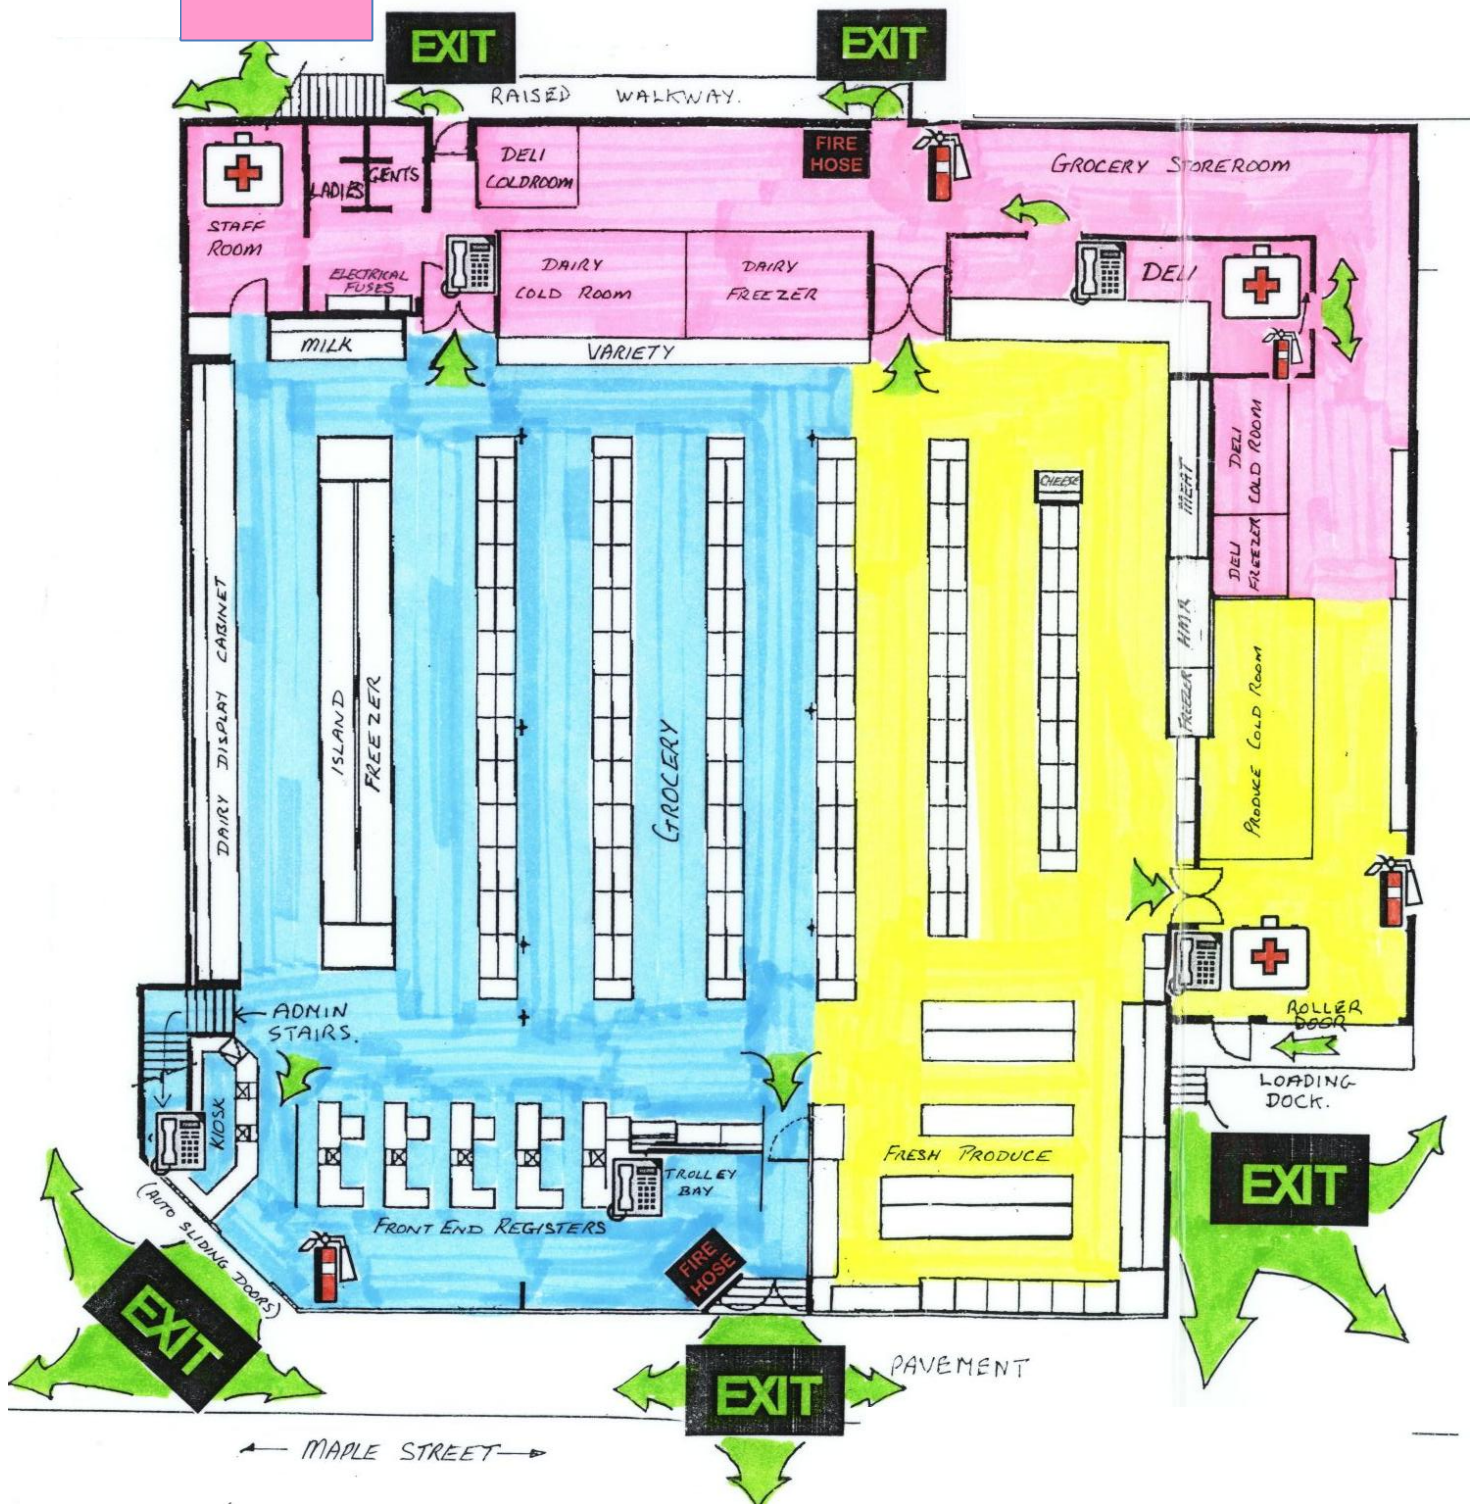 EXIT
EXIT
RAISED WALKWAY.
DELI
COLDROOM
FIRE
HOSE
GROCERY STOREROOM
LADIES
GENTS
STAFF
ROOM
ELECTRICAL
FUSES
DAIRY
COLD ROOM
DAIRY
FREEZER
DELI
MILK
VARIETY
CHEESE
MEAT
DELI
COLD ROOM
DELI
FREEZER
HMR
FREEZER
PRODUCE COLD ROOM
DAIRY DISPLAY CABINET
ISLAND
FREEZER
GROCERY
ADMIN
STAIRS.
ROLLER
DOOR
LOADING
DOCK.
KIOSK
FRESH PRODUCE
TROLLEY
BAY
FRONT END REGISTERS
(AUTO SLIDING DOORS)
FIRE
HOSE
EXIT
EXIT
EXIT
PAVEMENT
MAPLE STREET